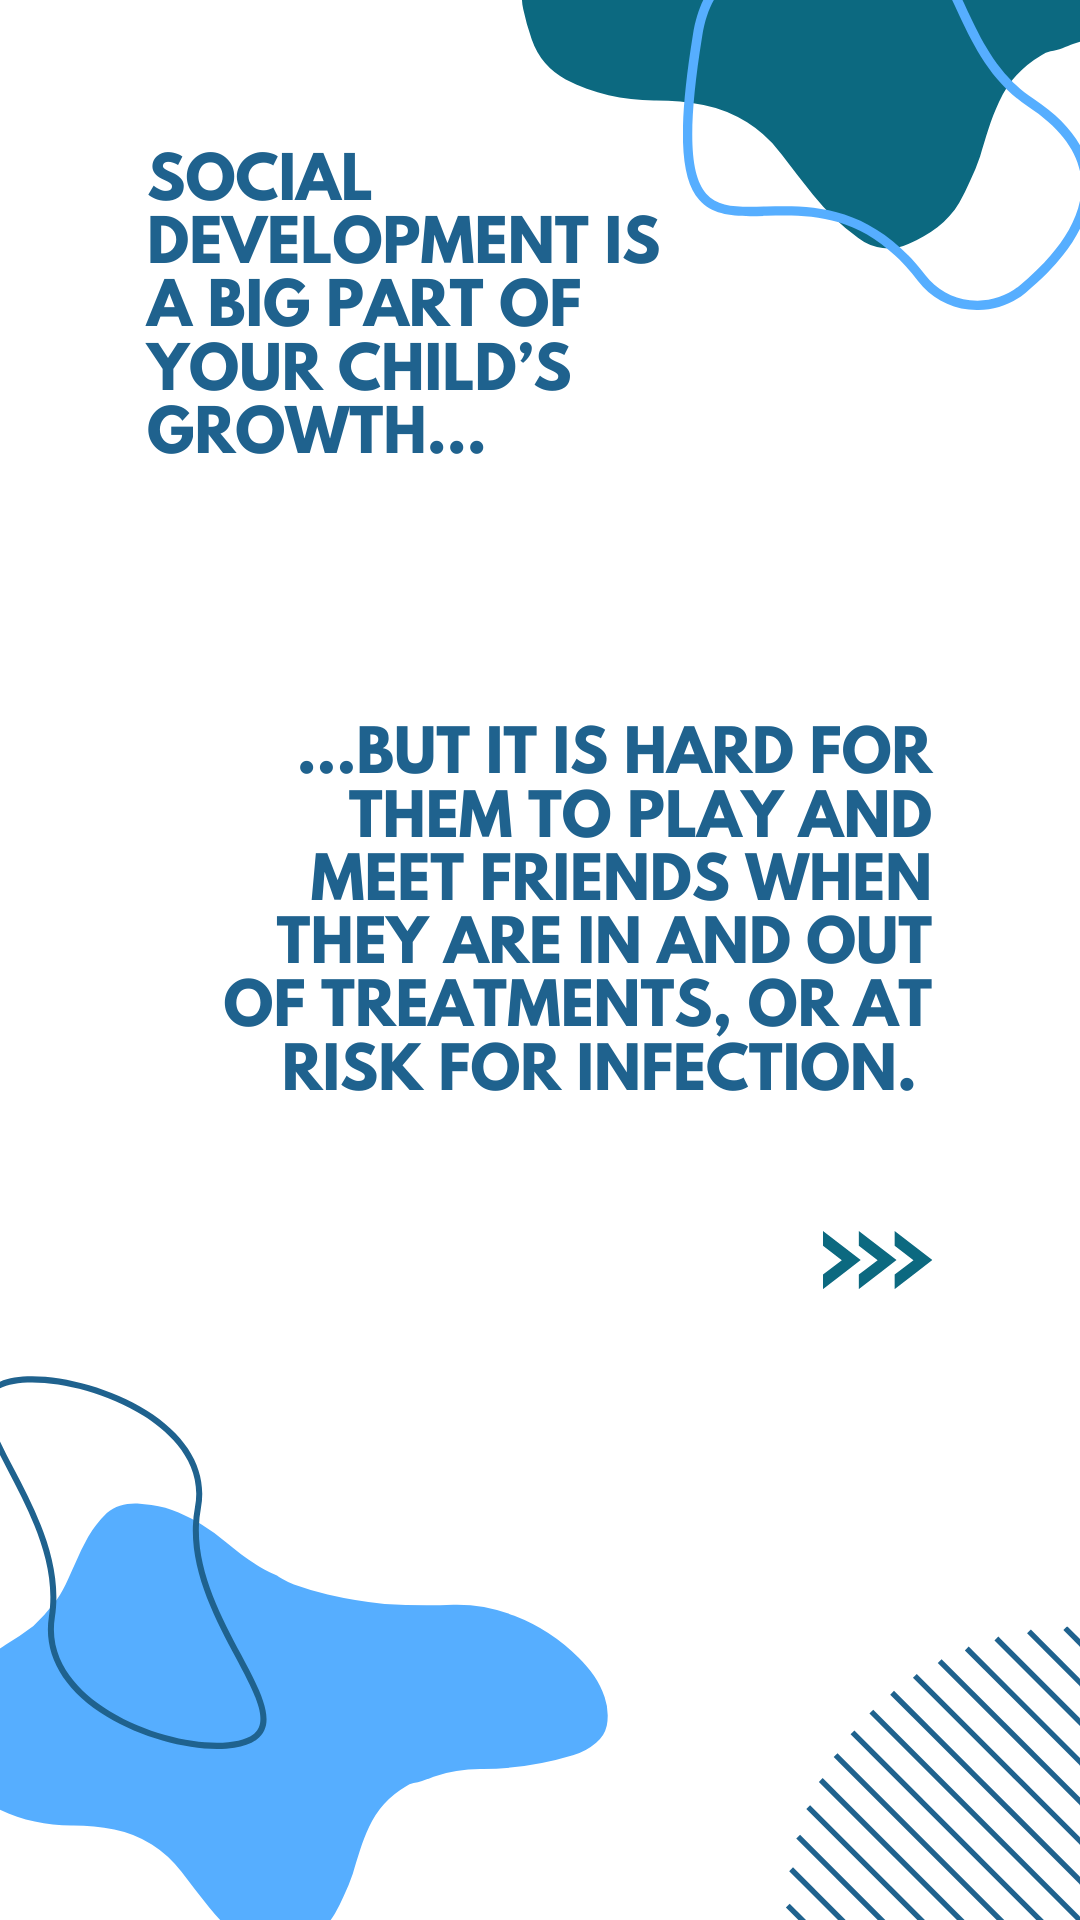 SOCIAL
DEVELOPMENT IS
A BIG PART OF
YOUR CHILD’S
GROWTH...
...BUT IT IS HARD FOR
THEM TO PLAY AND
MEET FRIENDS WHEN
THEY ARE IN AND OUT
OF TREATMENTS, OR AT
RISK FOR INFECTION.